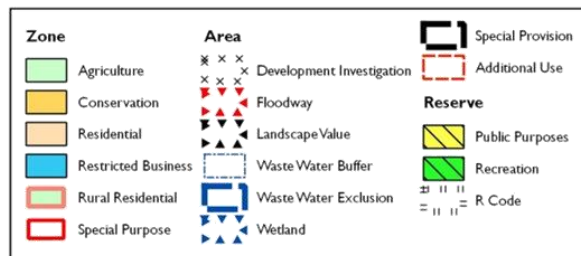 Zone
Agriculture
Conservation
Residential
Restricted Business
Rural Residential
Special Purpose
Area
Development Investigation
Floodway
Landscape Value
Waste Water Buffer
Waste Water Exclusion
Wetland
Special Provision
Additional Use
Reserve
Public Purposes
Recreation
R Code